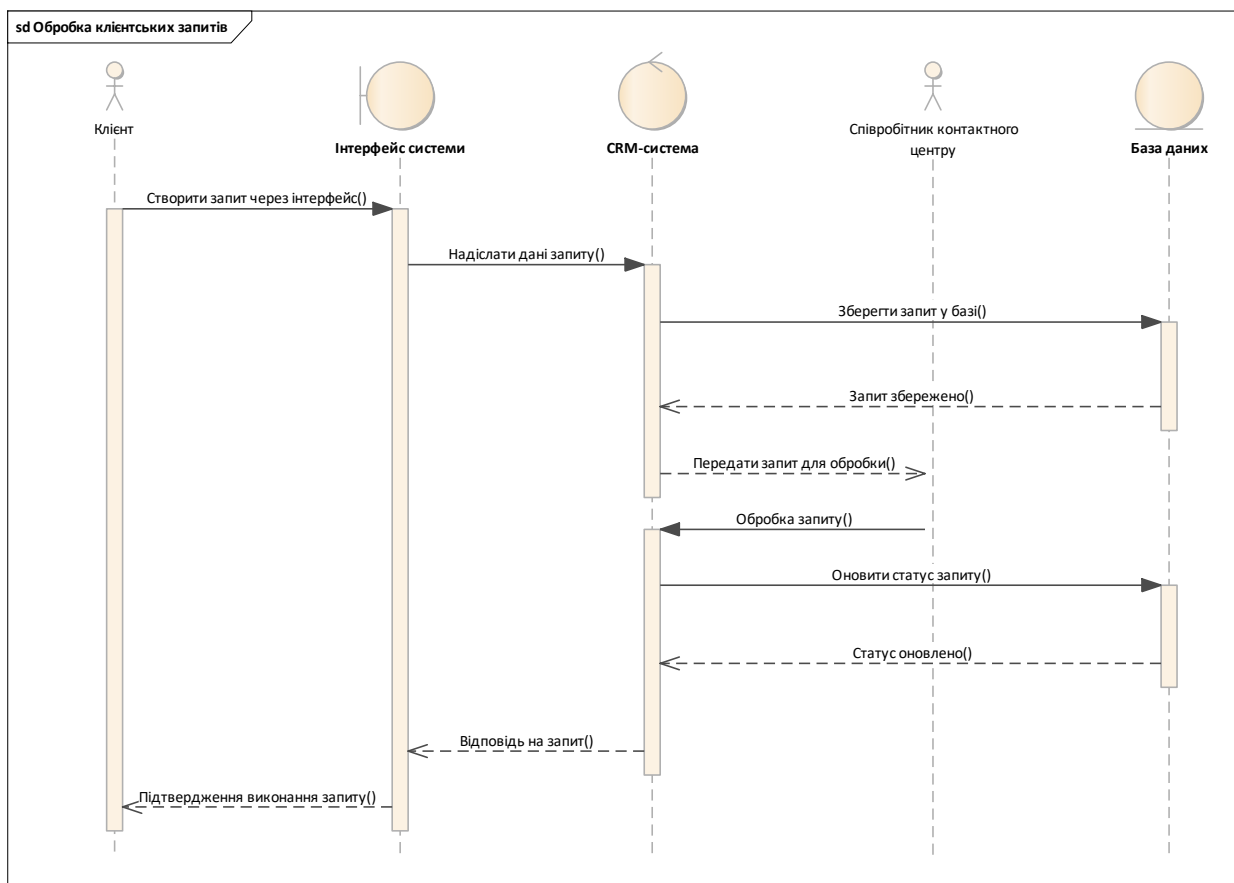 sd Обробка клієнтських запитів
Клієнт
Інтерфейс системи
CRM-система
Співробітник контактного
центру
База даних
Створити запит через інтерфейс()
Надіслати дані запиту()
Зберегти запит у базі()
Запит збережено()
Передати запит для обробки()
Обробка запиту()
Оновити статус запиту()
Статус оновлено()
Відповідь на запит()
Підтвердження виконання запиту()